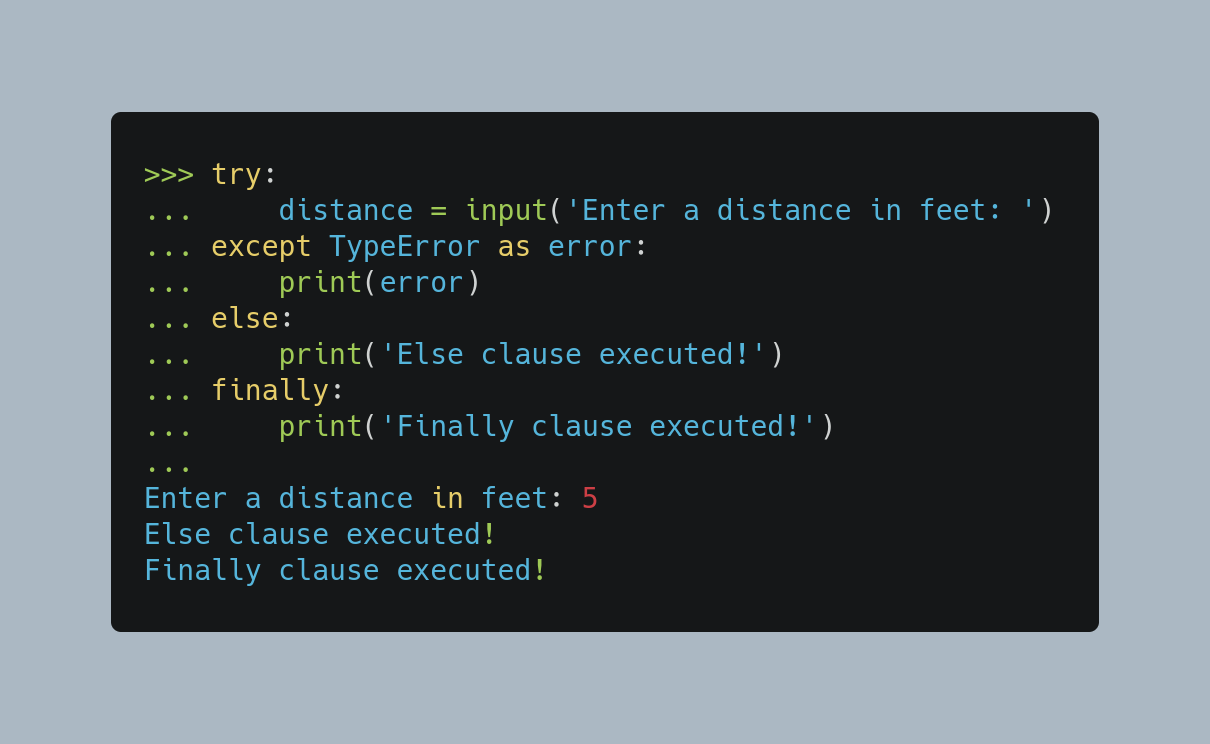 >>> try:
...     distance = input('Enter a distance in feet: ')
... except TypeError as error:
...     print(error)
... else:
...     print('Else clause executed!')
... finally:
...     print('Finally clause executed!')
...
Enter a distance in feet: 5
Else clause executed!
Finally clause executed!